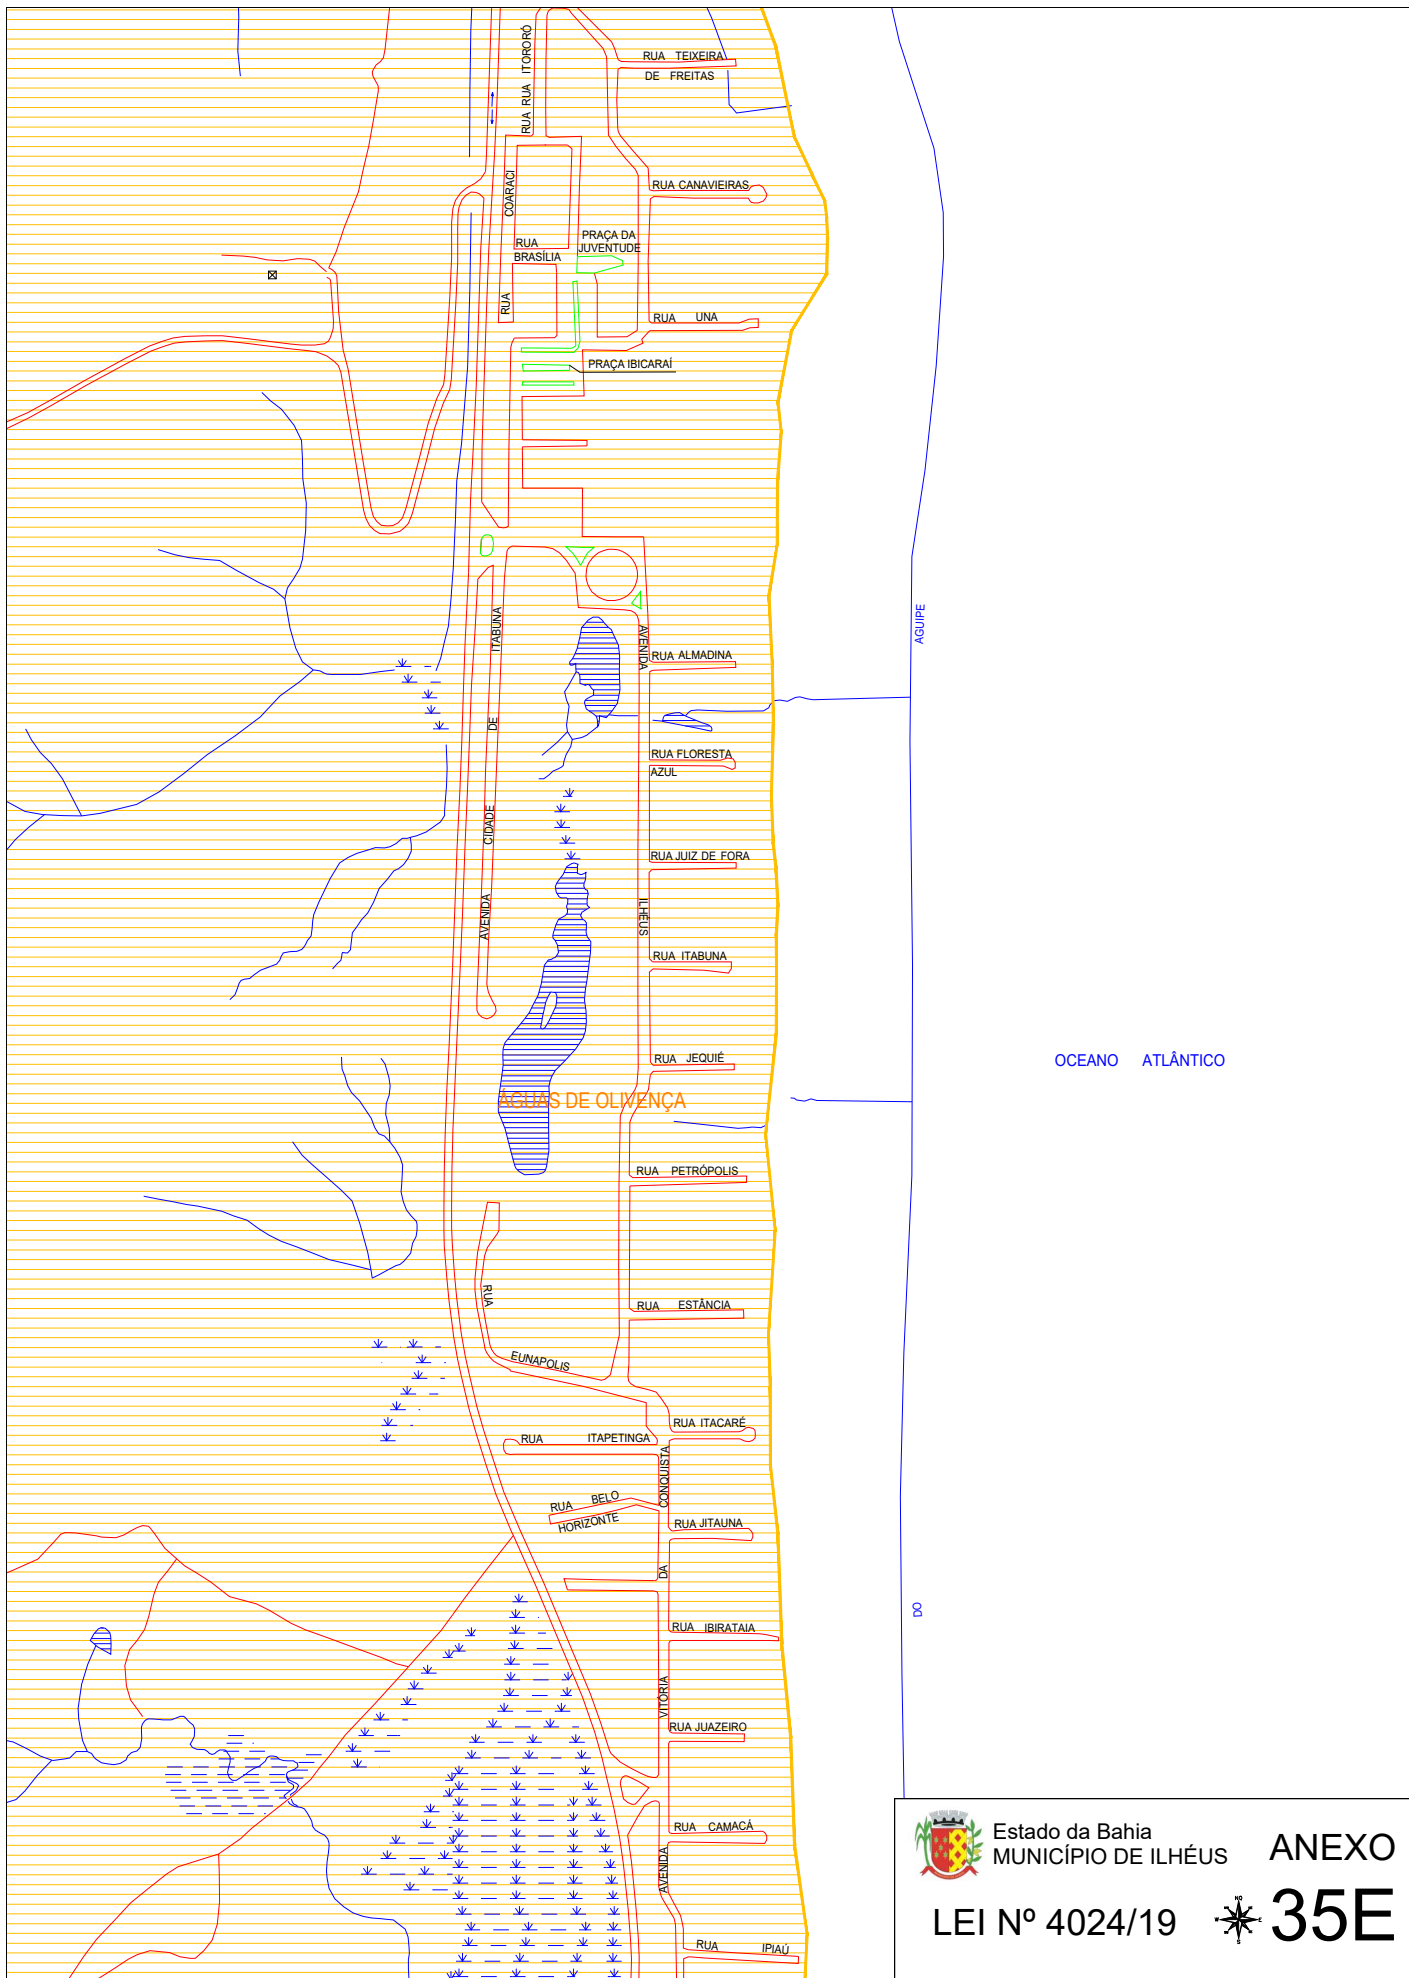 RUA RUA ITORORÓ
RUA TEIXEIRA
DE FREITAS
RUA COARACI
RUA CANAVIEIRAS
RUA
BRASÍLIA
PRAÇA DA
JUVENTUDE
RUA UNA
PRAÇA IBICARAÍ
AVENIDA CIDADE DE ITABUNA
AVENIDA ILHÉUS
RUA ALMADINA
RUA FLORESTA
AZUL
RUA JUIZ DE FORA
RUA ITABUNA
RUA JEQUIÉ
ÁGUAS DE OLIVENÇA
OCEANO ATLÂNTICO
DO AGUIPE
RUA PETRÓPOLIS
RUA ESTÂNCIA
RUA EUNAPOLIS
RUA ITACARÉ
RUA ITAPETINGA
RUA BELO
HORIZONTE
AVENIDA VITÓRIA DA CONQUISTA
RUA JITAUNA
RUA IBIRATAIA
RUA JUAZEIRO
RUA CAMACÁ
RUA IPIAÚ
Estado da Bahia
MUNICÍPIO DE ILHÉUS
ANEXO
LEI Nº 4024/19
35E